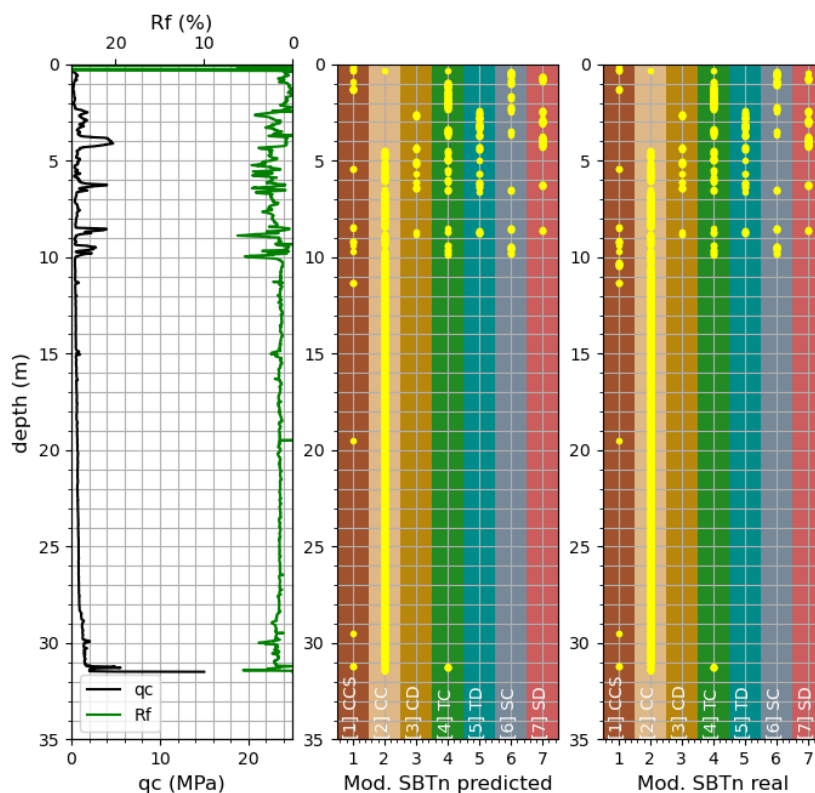 Rf (%)
20 10 0
0
5
10
15
20
25
30
35
depth (m)
qc
Rf
0 10 20
qc (MPa)
0
5
10
15
20
25
30
35
[1] CCS
[2] CC
[3] CD
[4] TC
[5] TD
[6] SC
[7] SD
1 2 3 4 5 6 7
Mod. SBTn predicted
0
5
10
15
20
25
30
35
[1] CCS
[2] CC
[3] CD
[4] TC
[5] TD
[6] SC
[7] SD
1 2 3 4 5 6 7
Mod. SBTn real